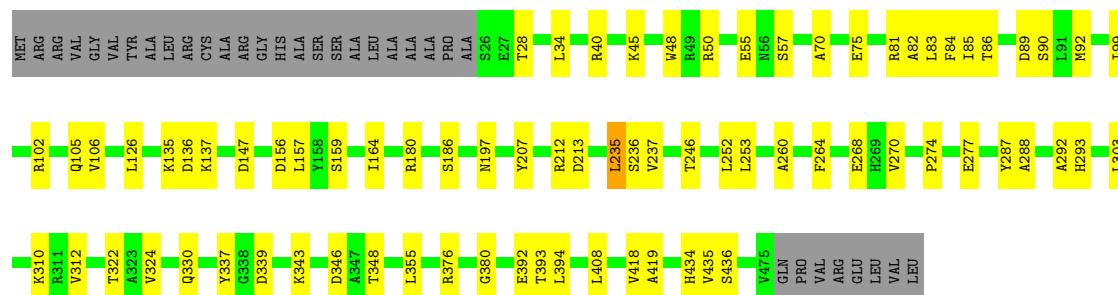 MET ARG ARG VAL GLY VAL TYR ALA LEU ARG CYS ALA ARG GLY HIS ALA SER SER ALA LEU ALA ALA ALA PRO ALA S26 E27 T28 L34 R40 K45 W48 R49 R50 E55 N56 S57 A70 E75 R81 A82 L83 F84 I85 T86 D89 S90 L91 M92
R102 Q105 V106 L126 K135 D136 K137 D147 D156 L157 Y158 S159 I164 R180 S186 N197 Y207 R212 D213 L235 S236 V237 T246 L252 L253 A260 F264 E268 H269 V270 P274 E277 Y287 A288 A292 H293
K310 R311 V312 T322 A323 V324 Q330 Y337 G338 D339 K343 D346 A347 T348 L355 R376 G380 E392 T393 L394 L408 V418 A419 H434 V435 S436 V475 GLN PRO VAL ARG GLU LEU VAL LEU